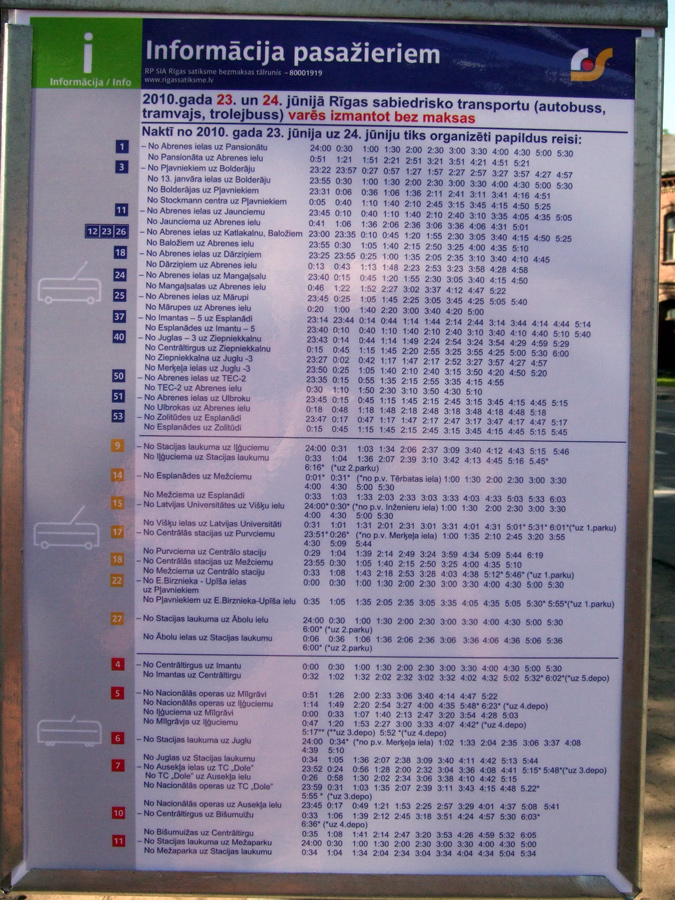 i
Informācija / Info
Informācija pasažieriem
RP SIA Rīgas satiksme bezmaksas tālrunis - 80001919
www.rigassatiksme.lv
2010.gada 23. un 24. jūnijā Rīgas sabiedrisko transportu (autobuss,
tramvajs, trolejbuss) varēs izmantot bez maksas
Naktī no 2010. gada 23. jūnija uz 24. jūniju tiks organizēti papildus reisi:
1 – No Abrenes ielas uz Pansionātu 24:00 0:30 1:00 1:30 2:00 2:30 3:00 3:30 4:00 4:30 5:00 5:30
No Pansionāta uz Abrenes ielu 0:51 1:21 1:51 2:21 2:51 3:21 3:51 4:21 4:51 5:21
3 – No Pļavniekiem uz Bolderāju 23:22 23:57 0:27 0:57 1:27 1:57 2:27 2:57 3:27 3:57 4:27 4:57
No 13. janvāra ielas uz Bolderāju 23:55 0:30 1:00 1:30 2:00 2:30 3:00 3:30 4:00 4:30 5:00 5:30
No Bolderājas uz Pļavniekiem 23:31 0:06 0:36 1:06 1:36 2:11 2:41 3:11 3:41 4:16 4:51
No Stockmann centra uz Pļavniekiem 0:05 0:40 1:10 1:40 2:10 2:45 3:15 3:45 4:15 4:50 5:25
11 – No Abrenes ielas uz Jaunciemu 23:45 0:10 0:40 1:10 1:40 2:10 2:40 3:10 3:35 4:05 4:35 5:05
No Jaunciema uz Abrenes ielu 0:41 1:06 1:36 2:06 2:36 3:06 3:36 4:06 4:31 5:01
12|23|26 – No Abrenes ielas uz Katlakalnu, Baložiem 23:00 23:35 0:10 0:45 1:20 1:55 2:30 3:05 3:40 4:15 4:50 5:25
No Baložiem uz Abrenes ielu 23:55 0:30 1:05 1:40 2:15 2:50 3:25 4:00 4:35 5:10
18 – No Abrenes ielas uz Dārziņiem 23:25 23:55 0:25 1:00 1:35 2:05 2:35 3:10 3:40 4:10 4:45
No Dārziņiem uz Abrenes ielu 0:13 0:43 1:13 1:48 2:23 2:53 3:23 3:58 4:28 4:58
24 – No Abrenes ielas uz Mangaļsalu 23:40 0:15 0:45 1:20 1:55 2:30 3:05 3:40 4:15 4:50
No Mangaļsalas uz Abrenes ielu 0:46 1:22 1:52 2:27 3:02 3:37 4:12 4:47 5:22
25 – No Abrenes ielas uz Mārupi 23:45 0:25 1:05 1:45 2:25 3:05 3:45 4:25 5:05 5:40
No Mārupes uz Abrenes ielu 0:20 1:00 1:40 2:20 3:00 3:40 4:20 5:00
37 – No Imantas – 5 uz Esplanādi 23:14 23:44 0:14 0:44 1:14 1:44 2:14 2:44 3:14 3:44 4:14 4:44 5:14
No Esplanādes uz Imantu – 5 23:40 0:10 0:40 1:10 1:40 2:10 2:40 3:10 3:40 4:10 4:40 5:10 5:40
40 – No Juglas – 3 uz Ziepniekkalnu 23:43 0:14 0:44 1:14 1:49 2:24 2:54 3:24 3:54 4:29 4:59 5:29
No Centrāltirgus uz Ziepniekkalnu 0:15 0:45 1:15 1:45 2:20 2:55 3:25 3:55 4:25 5:00 5:30 6:00
No Ziepniekkalna uz Juglu -3 23:27 0:02 0:42 1:17 1:47 2:17 2:52 3:27 3:57 4:27 4:57
No Merķeļa ielas uz Juglu -3 23:50 0:25 1:05 1:40 2:10 2:40 3:15 3:50 4:20 4:50 5:20
50 – No Abrenes ielas uz TEC-2 23:35 0:15 0:55 1:35 2:15 2:55 3:35 4:15 4:55
No TEC-2 uz Abrenes ielu 0:30 1:10 1:50 2:30 3:10 3:50 4:30 5:10
51 – No Abrenes ielas uz Ulbroku 23:45 0:15 0:45 1:15 1:45 2:15 2:45 3:15 3:45 4:15 4:45 5:15
No Ulbrokas uz Abrenes ielu 0:18 0:48 1:18 1:48 2:18 2:48 3:18 3:48 4:18 4:48 5:18
53 – No Zolitūdes uz Esplanādi 23:47 0:17 0:47 1:17 1:47 2:17 2:47 3:17 3:47 4:17 4:47 5:17
No Esplanādes uz Zolitūdi 0:15 0:45 1:15 1:45 2:15 2:45 3:15 3:45 4:15 4:45 5:15 5:45
9 – No Stacijas laukuma uz Iļģuciemu 24:00 0:31 1:03 1:34 2:06 2:37 3:09 3:40 4:12 4:43 5:15 5:46
No Iļģuciema uz Stacijas laukumu 0:33 1:04 1:36 2:07 2:39 3:10 3:42 4:13 4:45 5:16 5.45*
6:16* (*uz 2.parku)
14 – No Esplanādes uz Mežciemu 0:01* 0:31* (*no p.v. Tērbatas iela) 1:00 1:30 2:00 2:30 3:00 3:30
4:00 4:30 5:00 5:30
No Mežciema uz Esplanādi 0:33 1:03 1:33 2:03 2:33 3:03 3:33 4:03 4:33 5:03 5:33 6:03
15 – No Latvijas Universitātes uz Višķu ielu 24:00* 0:30* (*no p.v. Inženieru iela) 1:00 1:30 2:00 2:30 3:00 3:30
4:00 4:30 5:00 5:30
No Višķu ielas uz Latvijas Universitāti 0:31 1:01 1:31 2:01 2:31 3:01 3:31 4:01 4:31 5:01* 5:31* 6:01*(*uz 1.parku)
17 – No Centrālās stacijas uz Purvciemu 23:51* 0:26* (*no p.v. Merķeļa iela) 1:00 1:35 2:10 2:45 3:20 3:55
4:30 5:09 5:44
No Purvciema uz Centrālo staciju 0:29 1:04 1:39 2:14 2:49 3:24 3:59 4:34 5:09 5:44 6:19
18 – No Centrālās stacijas uz Mežciemu 23:55 0:30 1:05 1:40 2:15 2:50 3:25 4:00 4:35 5:10
No Mežciema uz Centrālo staciju 0:33 1:08 1:43 2:18 2:53 3:28 4:03 4:38 5:12* 5:46* (*uz 1.parku)
22 – No E.Birznieka - Upīša ielas 0:00 0:30 1:00 1:30 2:00 2:30 3:00 3:30 4:00 4:30 5:00 5:30
uz Pļavniekiem
No Pļavniekiem uz E.Birznieka-Upīša ielu 0:35 1:05 1:35 2:05 2:35 3:05 3:35 4:05 4:35 5:05 5:30* 5:55*(*uz 1.parku)
27 – No Stacijas laukuma uz Ābolu ielu 24:00 0:30 1:00 1:30 2:00 2:30 3:00 3:30 4:00 4:30 5:00 5:30
6:00* (*uz 2.parku)
No Ābolu ielas uz Stacijas laukumu 0:06 0:36 1:06 1:36 2:06 2:36 3:06 3:36 4:06 4:36 5:06 5:36
6:00* (*uz 2.parku)
4 – No Centrāltirgus uz Imantu 0:00 0:30 1:00 1:30 2:00 2:30 3:00 3:30 4:00 4:30 5:00 5:30
No Imantas uz Centrāltirgu 0:32 1:02 1:32 2:02 2:32 3:02 3:32 4:02 4:32 5:02 5:32* 6:02*(*uz 5.depo)
5 – No Nacionālās operas uz Mīlgrāvi 0:51 1:26 2:00 2:33 3:06 3:40 4:14 4:47 5:22
No Nacionālās operas uz Iļģuciemu 1:14 1:49 2:20 2:54 3:27 4:00 4:35 5:48* 6:23* (*uz 4.depo)
No Iļģuciema uz Mīlgrāvi 0:00 0:33 1:07 1:40 2:13 2:47 3:20 3:54 4:28 5:03
No Mīlgrāvja uz Iļģuciemu 0:47 1:20 1:53 2:27 3:00 3:33 4:07 4:42* (*uz 4.depo)
5:17** (**uz 3.depo) 5:52 *(*uz 4.depo)
6 – No Stacijas laukuma uz Juglu 24:00 0:34* (*no p.v. Merķeļa iela) 1:02 1:33 2:04 2:35 3:06 3:37 4:08
4:39 5:10
No Juglas uz Stacijas laukumu 0:34 1:05 1:36 2:07 2:38 3:09 3:40 4:11 4:42 5:13 5:44
7 – No Ausekļa ielas uz TC „Dole” 23:52 0:24 0:56 1:28 2:00 2:32 3:04 3:36 4:08 4:41 5:15* 5:48*(*uz 3.depo)
No TC „Dole” uz Ausekļa ielu 0:26 0:58 1:30 2:02 2:34 3:06 3:38 4:10 4:42 5:15
No Nacionālās operas uz TC „Dole” 23:59 0:31 1:03 1:35 2:07 2:39 3:11 3:43 4:15 4:48 5.22*
5:55 * (*uz 3.depo)
No Nacionālās operas uz Ausekļa ielu 23:45 0:17 0:49 1:21 1:53 2:25 2:57 3:29 4:01 4:37 5:08 5:41
10 – No Centrāltirgus uz Bišumuižu 0:33 1:06 1:39 2:12 2:45 3:18 3:51 4:24 4:57 5:30 6:03*
6:36* (*uz 4.depo)
No Bišumuižas uz Centrāltirgu 0:35 1:08 1:41 2:14 2:47 3:20 3:53 4:26 4:59 5:32 6:05
11 – No Stacijas laukuma uz Mežaparku 24:00 0:30 1:00 1:30 2:00 2:30 3:00 3:30 4:00 4:30 5:00
No Mežaparka uz Stacijas laukumu 0:34 1:04 1:34 2:04 2:34 3:04 3:34 4:04 4:34 5:04 5:34